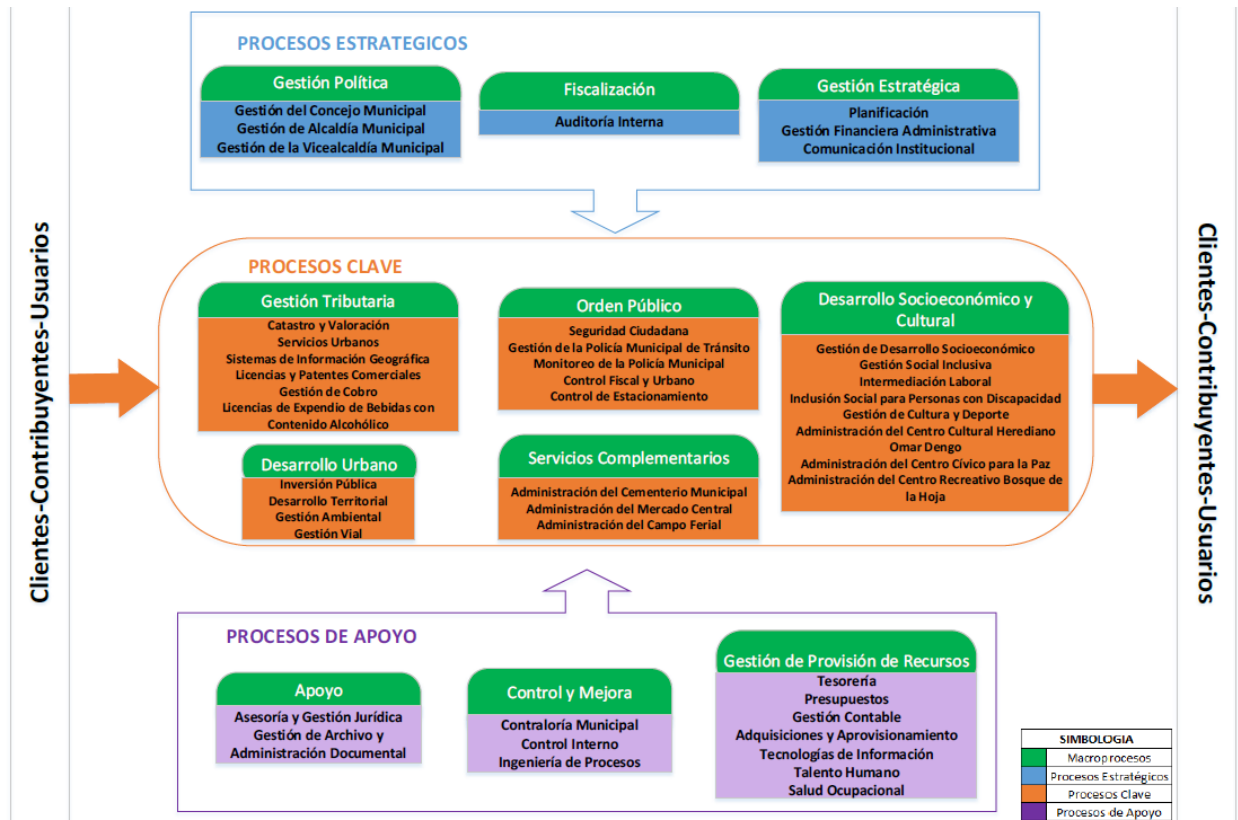 Clientes-Contribuyentes-Usuarios
PROCESOS ESTRATEGICOS
Gestión Política
Gestión del Concejo Municipal
Gestión de Alcaldía Municipal
Gestión de la Vicealcaldía Municipal
Fiscalización
Auditoría Interna
Gestión Estratégica
Planificación
Gestión Financiera Administrativa
Comunicación Institucional
PROCESOS CLAVE
Gestión Tributaria
Catastro y Valoración
Servicios Urbanos
Sistemas de Información Geográfica
Licencias y Patentes Comerciales
Gestión de Cobro
Licencias de Expendio de Bebidas con
Contenido Alcohólico
Orden Público
Seguridad Ciudadana
Gestión de la Policía Municipal de Tránsito
Monitoreo de la Policía Municipal
Control Fiscal y Urbano
Control de Estacionamiento
Desarrollo Socioeconómico y
Cultural
Gestión de Desarrollo Socioeconómico
Gestión Social Inclusiva
Intermediación Laboral
Inclusión Social para Personas con Discapacidad
Gestión de Cultura y Deporte
Administración del Centro Cultural Herediano
Omar Dengo
Administración del Centro Cívico para la Paz
Administración del Centro Recreativo Bosque de
la Hoja
Desarrollo Urbano
Inversión Pública
Desarrollo Territorial
Gestión Ambiental
Gestión Vial
Servicios Complementarios
Administración del Cementerio Municipal
Administración del Mercado Central
Administración del Campo Ferial
PROCESOS DE APOYO
Apoyo
Asesoría y Gestión Jurídica
Gestión de Archivo y
Administración Documental
Control y Mejora
Contraloría Municipal
Control Interno
Ingeniería de Procesos
Gestión de Provisión de Recursos
Tesorería
Presupuestos
Gestión Contable
Adquisiciones y Aprovisionamiento
Tecnologías de Información
Talento Humano
Salud Ocupacional
Clientes-Contribuyentes-Usuarios
SIMBOLOGIA
Macroprocesos
Procesos Estratégicos
Procesos Clave
Procesos de Apoyo